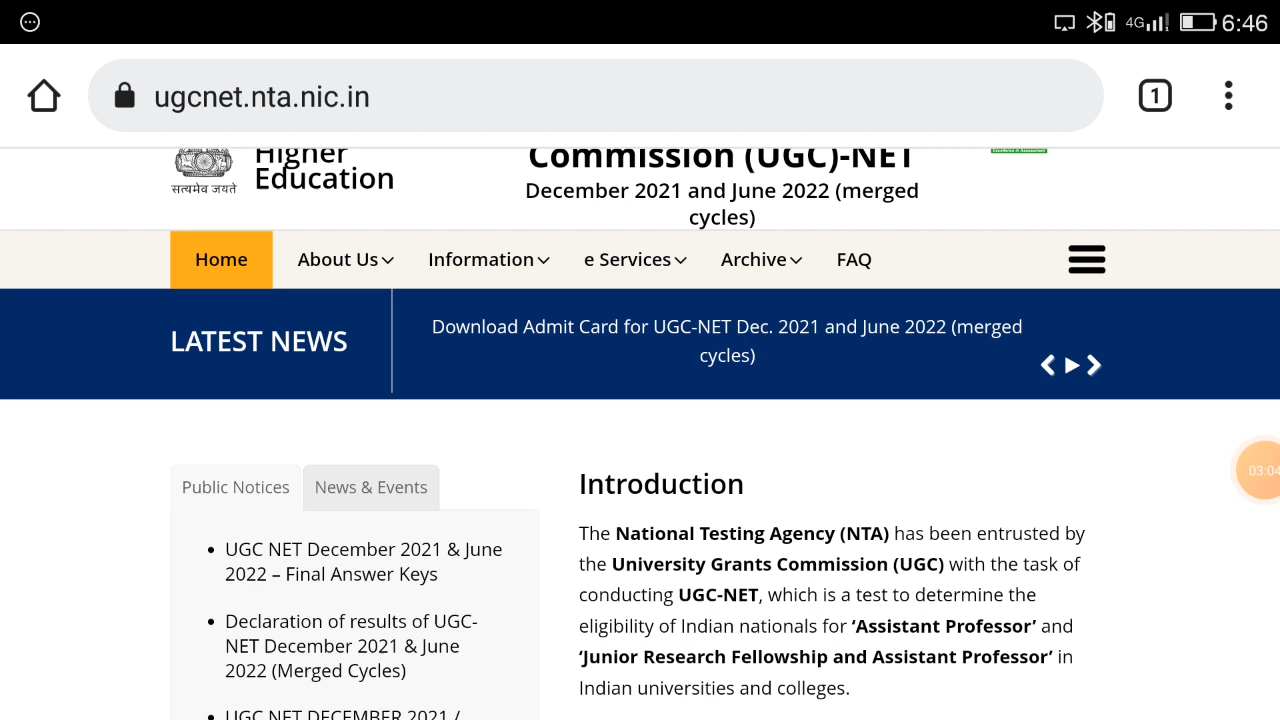 4G 6:46
ugcnet.nta.nic.in 1
Higher
Education
सत्यमेव जयते
Commission (UGC)-NET
December 2021 and June 2022 (merged
cycles)
Home About Us Information e Services Archive FAQ
LATEST NEWS
Download Admit Card for UGC-NET Dec. 2021 and June 2022 (merged
cycles)
03:04
Public Notices News & Events
UGC NET December 2021 & June
2022 – Final Answer Keys
Declaration of results of UGC-
NET December 2021 & June
2022 (Merged Cycles)
UGC NET DECEMBER 2021 /
Introduction
The National Testing Agency (NTA) has been entrusted by
the University Grants Commission (UGC) with the task of
conducting UGC-NET, which is a test to determine the
eligibility of Indian nationals for ‘Assistant Professor’ and
‘Junior Research Fellowship and Assistant Professor’ in
Indian universities and colleges.